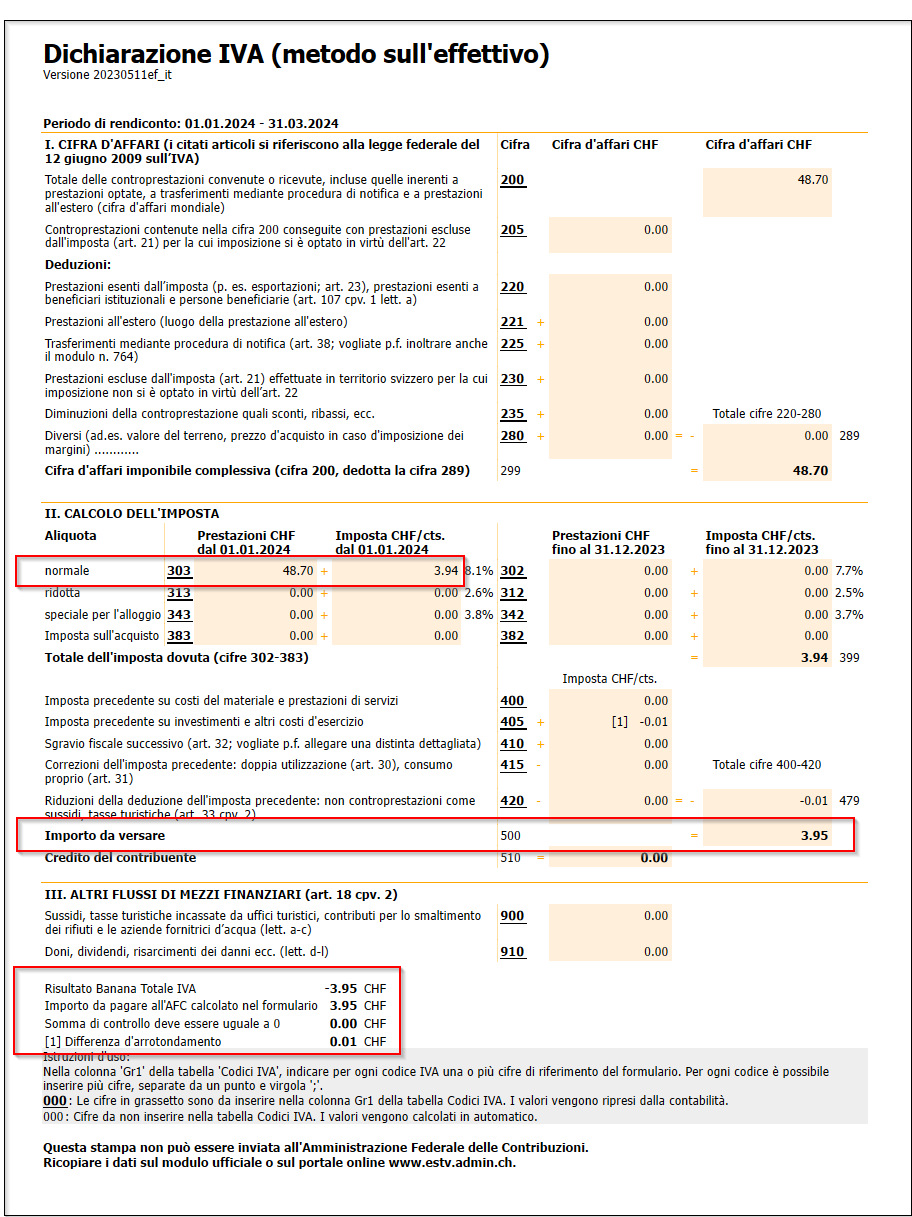 Dichiarazione IVA (metodo sull'effettivo)
Versione 20230511ef_it
Periodo di rendiconto: 01.01.2024 - 31.03.2024
I. CIFRA D'AFFARI (i citati articoli si riferiscono alla legge federale del Cifra Cifra d'affari CHF Cifra d'affari CHF
12 giugno 2009 sull'IVA)
Totale delle controprestazioni convenute o ricevute, incluse quelle inerenti a 200 48.70
prestazioni optate, a trasferimenti mediante procedura di notifica e a prestazioni
all'estero (cifra d'affari mondiale)
Controprestazioni contenute nella cifra 200 conseguite con prestazioni escluse 205 0.00
dall'imposta (art. 21) per la cui imposizione si è optato in virtù dell'art. 22
Deduzioni:
Prestazioni esenti dall’imposta (p. es. esportazioni; art. 23), prestazioni esenti a 220 0.00
beneficiari istituzionali e persone beneficiarie (art. 107 cpv. 1 lett. a)
Prestazioni all'estero (luogo della prestazione all'estero) 221 + 0.00
Trasferimenti mediante procedura di notifica (art. 38; vogliate p.f. inoltrare anche 225 + 0.00
il modulo n. 764)
Prestazioni escluse dall'imposta (art. 21) effettuate in territorio svizzero per la cui 230 + 0.00
imposizione non si è optato in virtù dell’art. 22
Diminuzioni della controprestazione quali sconti, ribassi, ecc. 235 + 0.00 Totale cifre 220-280
Diversi (ad.es. valore del terreno, prezzo d'acquisto in caso d'imposizione dei 280 + 0.00 = - 0.00 289
margini) ............
Cifra d'affari imponibile complessiva (cifra 200, dedotta la cifra 289) 299 = 48.70
II. CALCOLO DELL'IMPOSTA
Aliquota Prestazioni CHF Imposta CHF/cts. Prestazioni CHF Imposta CHF/cts.
dal 01.01.2024 dal 01.01.2024 fino al 31.12.2023 fino al 31.12.2023
normale 303 48.70 + 3.94 8.1% 302 0.00 + 0.00 7.7%
ridotta 313 0.00 + 0.00 2.6% 312 0.00 + 0.00 2.5%
speciale per l'alloggio 343 0.00 + 0.00 3.8% 342 0.00 + 0.00 3.7%
Imposta sull'acquisto 383 0.00 + 0.00 382 0.00 + 0.00
Totale dell'imposta dovuta (cifre 302-383) = 3.94 399
Imposta CHF/cts.
Imposta precedente su costi del materiale e prestazioni di servizi 400 0.00
Imposta precedente su investimenti e altri costi d'esercizio 405 + [1] -0.01
Sgravio fiscale successivo (art. 32; vogliate p.f. allegare una distinta dettagliata) 410 + 0.00
Correzioni dell'imposta precedente: doppia utilizzazione (art. 30), consumo 415 - 0.00 Totale cifre 400-420
proprio (art. 31)
Riduzioni della deduzione dell'imposta precedente: non controprestazioni come 420 - 0.00 = - -0.01 479
sussidi, tasse turistiche (art. 33 cpv. 2)
Importo da versare 500 = 3.95
Credito del contribuente 510 = 0.00
III. ALTRI FLUSSI DI MEZZI FINANZIARI (art. 18 cpv. 2)
Sussidi, tasse turistiche incassate da uffici turistici, contributi per lo smaltimento 900 0.00
dei rifiuti e le aziende fornitrici d’acqua (lett. a-c)
Doni, dividendi, risarcimenti dei danni ecc. (lett. d-l) 910 0.00
Risultato Banana Totale IVA -3.95 CHF
Importo da pagare all'AFC calcolato nel formulario 3.95 CHF
Somma di controllo deve essere uguale a 0 0.00 CHF
[1] Differenza d'arrotondamento 0.01 CHF
Istruzioni d'uso:
Nella colonna 'Gr1' della tabella 'Codici IVA', indicare per ogni codice IVA una o più cifre di riferimento del formulario. Per ogni codice è possibile
inserire più cifre, separate da un punto e virgola ';'.
000: Le cifre in grassetto sono da inserire nella colonna Gr1 della tabella Codici IVA. I valori vengono ripresi dalla contabilità.
000: Cifre da non inserire nella tabella Codici IVA. I valori vengono calcolati in automatico.
Questa stampa non può essere inviata all'Amministrazione Federale delle Contribuzioni.
Ricopiare i dati sul modulo ufficiale o sul portale online www.estv.admin.ch.